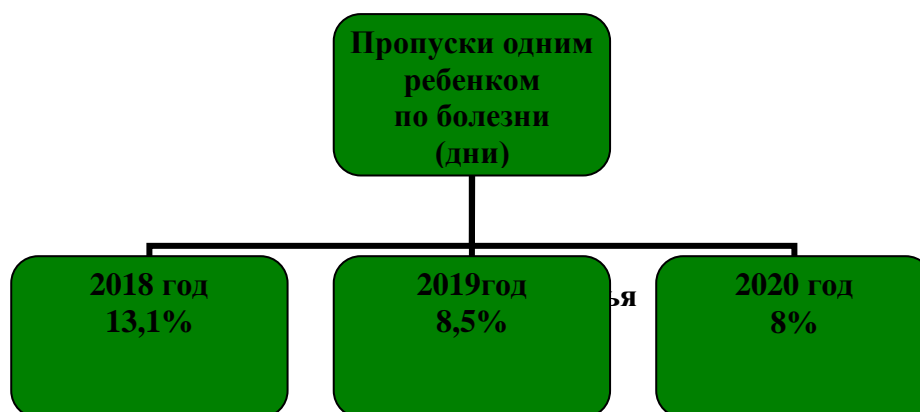 Пропуски одним
ребенком
по болезни
(дни)
2018 год
13,1%
2019год
8,5%
2020 год
8%